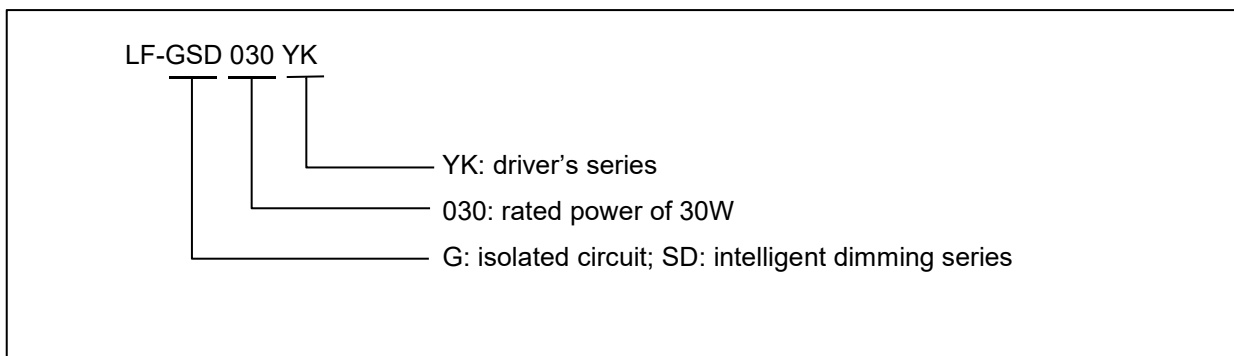 LF-GSD 030 YK
YK: driver’s series
030: rated power of 30W
G: isolated circuit; SD: intelligent dimming series